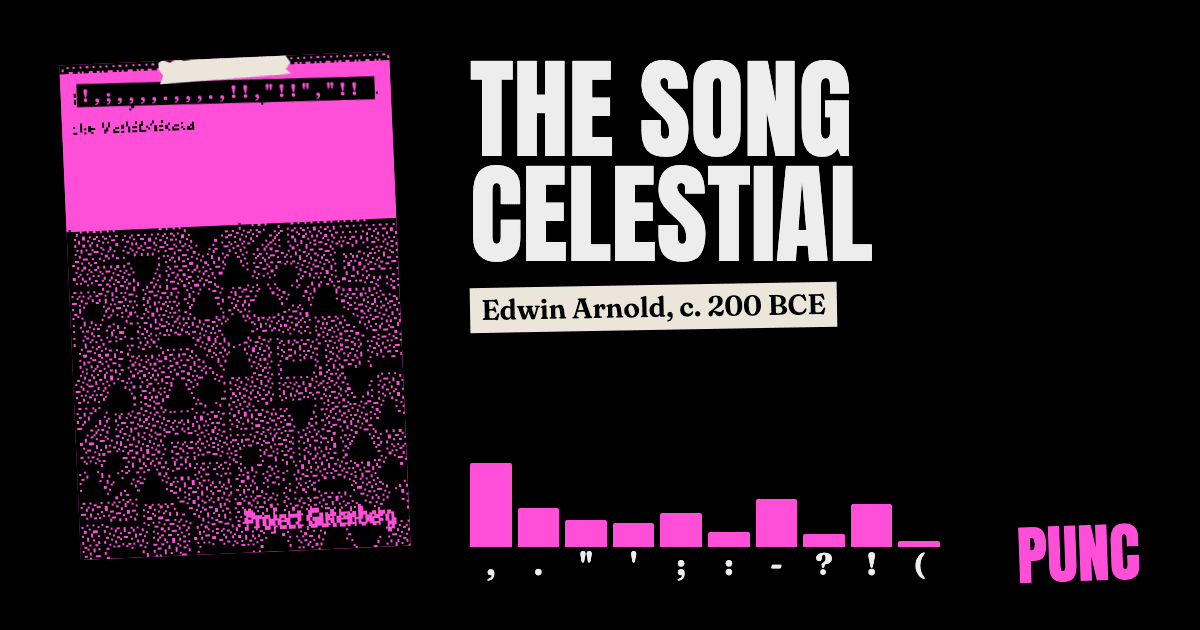 !,;,,,,.,,,.,!!,"!!","!!
Project Gutenberg
THE SONG
CELESTIAL
Edwin Arnold, c. 200 BCE
, . " ' ; : - ? ! (
PUNC